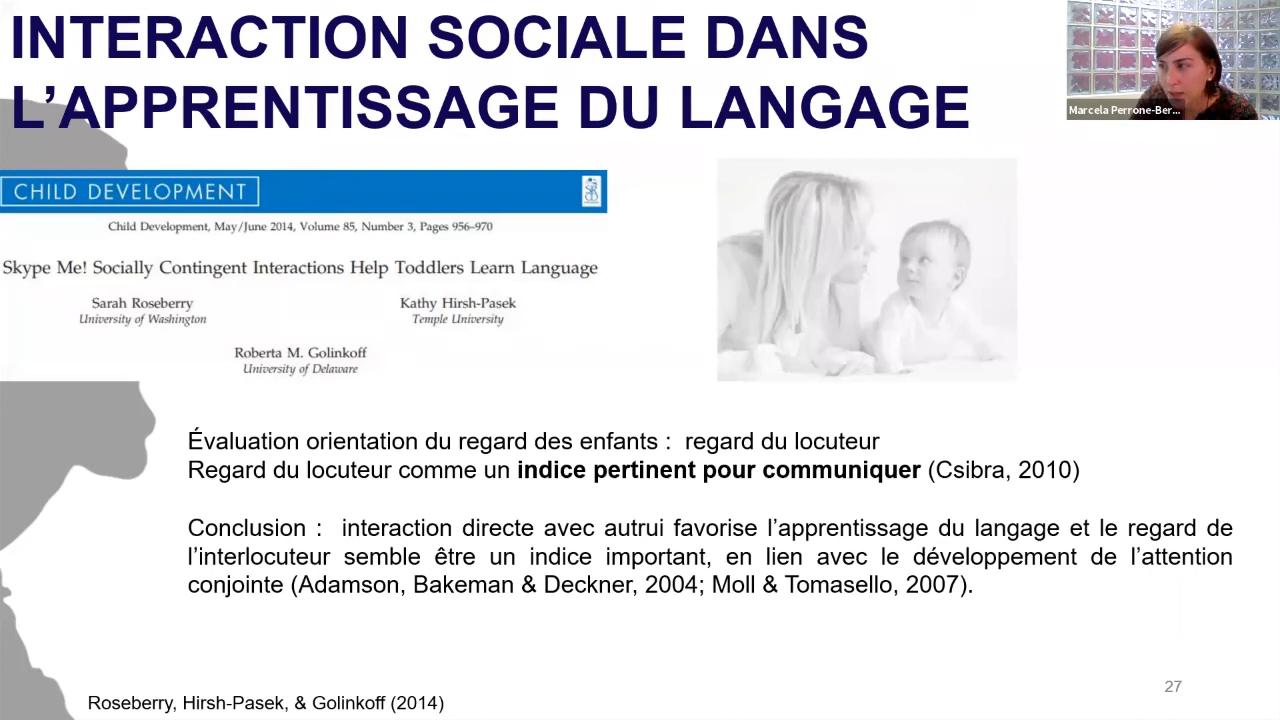 INTERACTION SOCIALE DANS
L’APPRENTISSAGE DU LANGAGE
Marcela Perrone-Ber...
CHILD DEVELOPMENT
Child Development, May/June 2014, Volume 85, Number 3, Pages 956–970
Skype Me! Socially Contingent Interactions Help Toddlers Learn Language
Sarah Roseberry
University of Washington
Kathy Hirsh-Pasek
Temple University
Roberta M. Golinkoff
University of Delaware
Évaluation orientation du regard des enfants : regard du locuteur
Regard du locuteur comme un indice pertinent pour communiquer (Csibra, 2010)
Conclusion : interaction directe avec autrui favorise l’apprentissage du langage et le regard de
l’interlocuteur semble être un indice important, en lien avec le développement de l’attention
conjointe (Adamson, Bakeman & Deckner, 2004; Moll & Tomasello, 2007).
27
Roseberry, Hirsh-Pasek, & Golinkoff (2014)